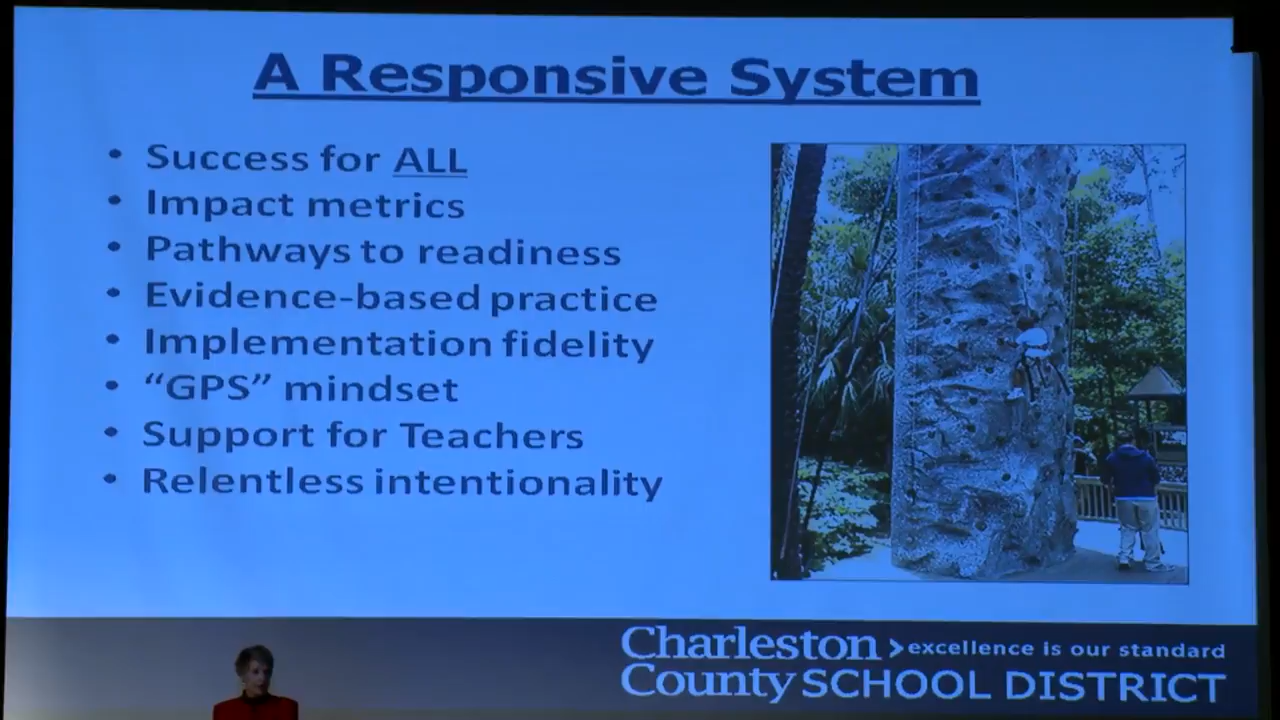 A Responsive System
• Success for ALL
• Impact metrics
• Pathways to readiness
• Evidence-based practice
• Implementation fidelity
• “GPS” mindset
• Support for Teachers
• Relentless intentionality
Charleston >excellence is our standard
County SCHOOL DISTRICT